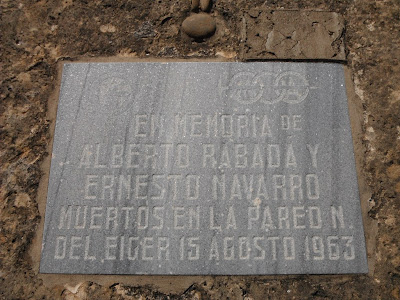 EN MEMORIA DE
ALBERTO RABADA Y
ERNESTO NAVARRO
MUERTOS EN LA PARED N.
DEL EIGER 15 AGOSTO 1963